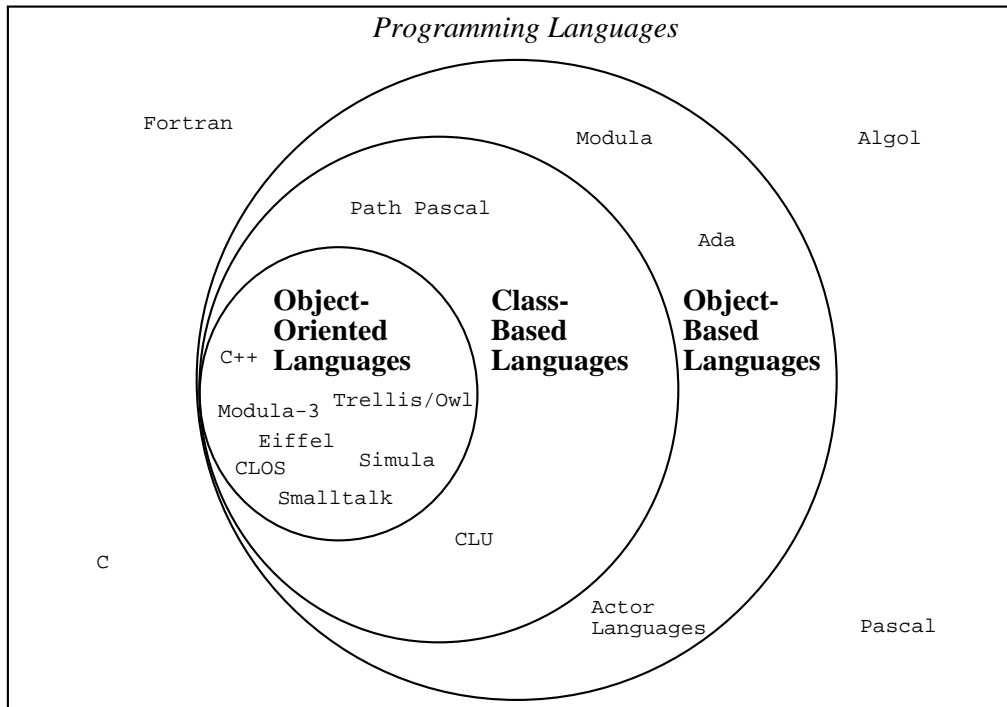 Programming Languages
Fortran
Modula
Algol
Path Pascal
Ada
Object-
Oriented
Languages
Class-
Based
Languages
Object-
Based
Languages
C++
Trellis/Owl
Modula-3
Eiffel
Simula
CLOS
Smalltalk
CLU
C
Actor
Languages
Pascal